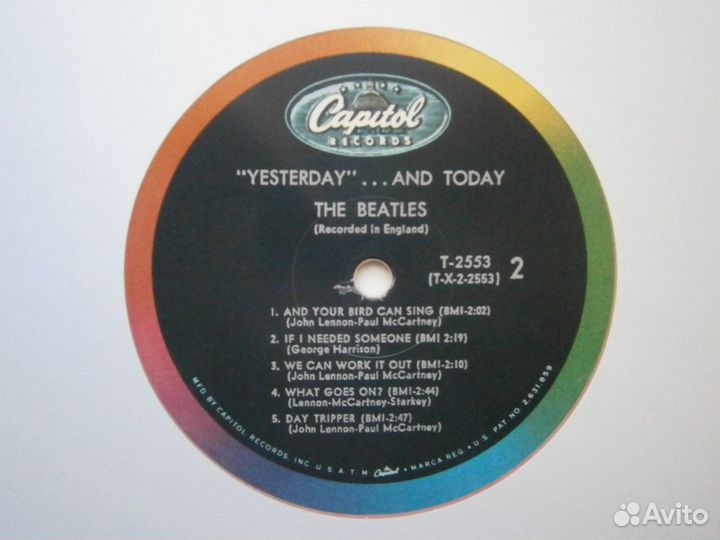 Capitol
RECORDS
"YESTERDAY" ... AND TODAY
THE BEATLES
(Recorded in England)
T-2553
(T-X-2-2553)
2
1. AND YOUR BIRD CAN SING (BMI-2:02)
(John Lennon-Paul McCartney)
2. IF I NEEDED SOMEONE (BMI 2:19)
(George Harrison)
3. WE CAN WORK IT OUT (BMI-2:10)
(John Lennon-Paul McCartney)
4. WHAT GOES ON? (BMI-2:44)
(Lennon-McCartney-Starkey)
5. DAY TRIPPER (BMI-2:47)
(John Lennon-Paul McCartney)
MFD. BY CAPITOL RECORDS, INC. U.S.A. T.M. Capitol • MARCA REG. • U.S. PAT. NO. 2,631,859
Avito